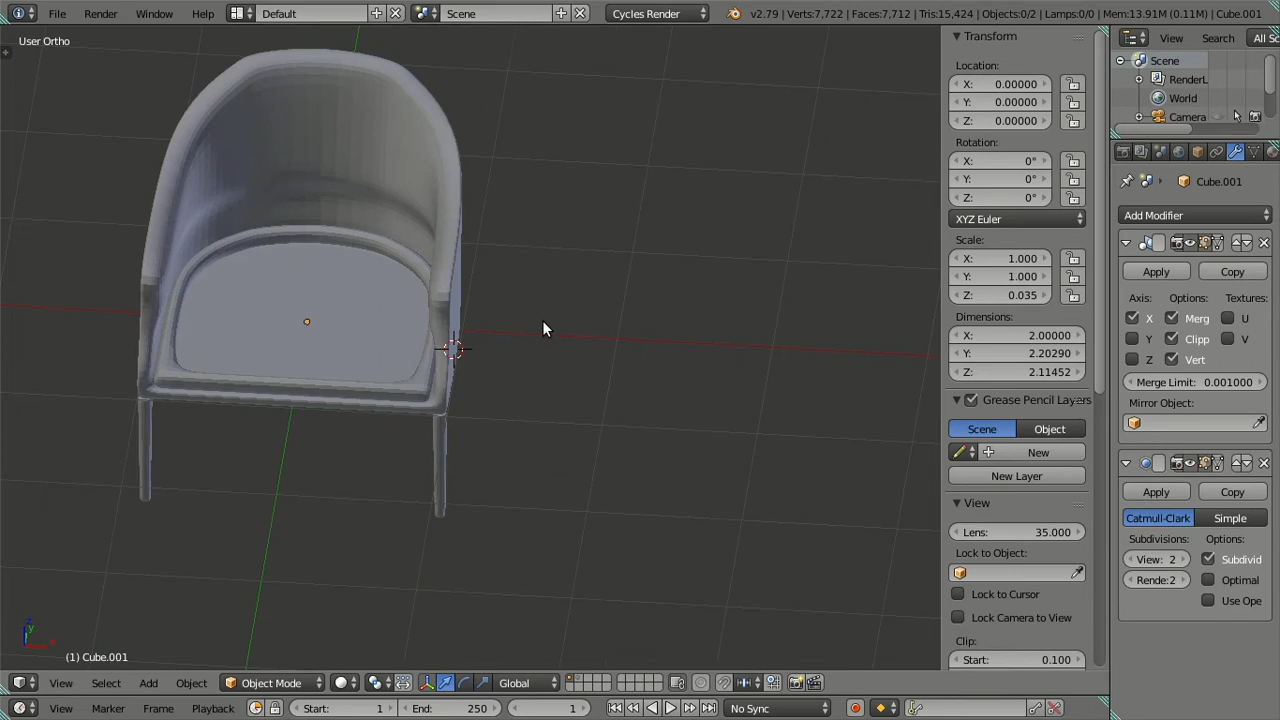 File Render Window Help Default Scene Cycles Render v2.79 | Verts:7,722 | Faces:7,712 | Tris:15,424 | Objects:0/2 | Lamps:0/0 | Mem:13.91M (0.11M) | Cube.001
User Ortho
(1) Cube.001
View Select Add Object Object Mode Global
View Marker Frame Playback Start: 1 End: 250 1 No Sync
Transform
Location:
X: 0.00000
Y: 0.00000
Z: 0.00000
Rotation:
X: 0°
Y: 0°
Z: 0°
XYZ Euler
Scale:
X: 1.000
Y: 1.000
Z: 0.035
Dimensions:
X: 2.00000
Y: 2.20290
Z: 2.11452
Grease Pencil Layers
Scene Object
New
New Layer
View
Lens: 35.000
Lock to Object:
Lock to Cursor
Lock Camera to View
Clip:
Start: 0.100
View Search All Sc
Scene
RenderL
World
Camera
Cube.001
Add Modifier
Apply Copy
Axis: Options: Textures:
X Merg U
Y Clipp V
Z Vert
Merge Limit: 0.001000
Mirror Object:
Apply Copy
Catmull-Clark Simple
Subdivisions: Options:
View: 2 Subdivid
Rende:2 Optimal
Use Ope
z
y
x